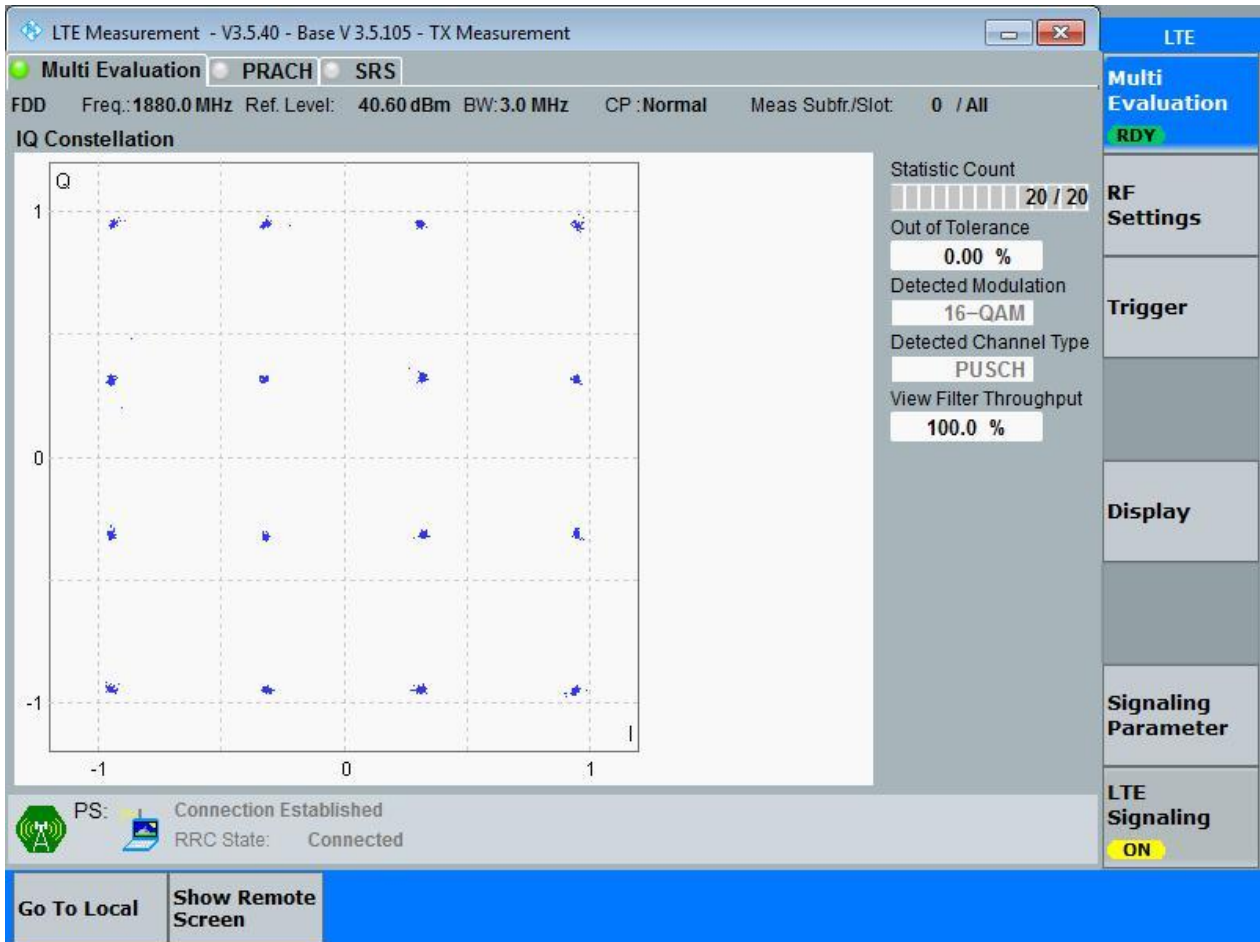 LTE Measurement - V3.5.40 - Base V 3.5.105 - TX Measurement
LTE
Multi Evaluation PRACH SRS
Multi Evaluation
RDY
FDD Freq.:1880.0 MHz Ref. Level: 40.60 dBm BW:3.0 MHz CP :Normal Meas Subfr./Slot: 0 / All
IQ Constellation
Q
1
0
-1
-1 0 1
I
Statistic Count
20 / 20
Out of Tolerance
0.00 %
Detected Modulation
16-QAM
Detected Channel Type
PUSCH
View Filter Throughput
100.0 %
RF Settings
Trigger
Display
Signaling Parameter
LTE Signaling
ON
PS: Connection Established
RRC State: Connected
Go To Local
Show Remote Screen